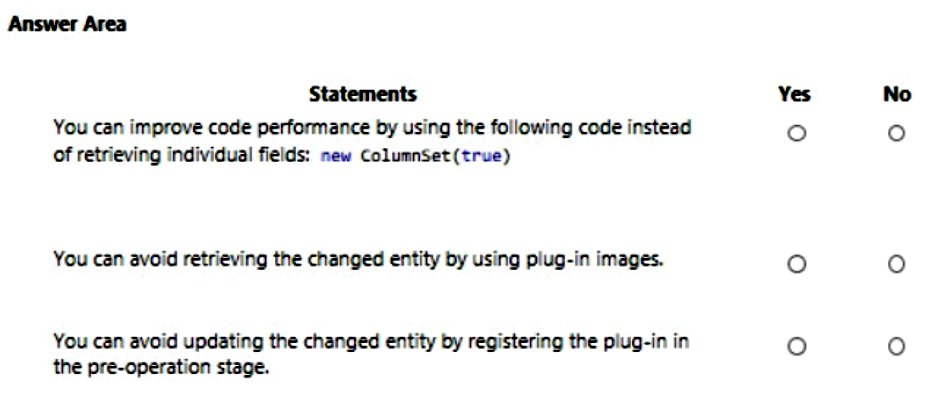 Answer Area
Statements Yes No
You can improve code performance by using the following code instead
of retrieving individual fields: new ColumnSet(true)
You can avoid retrieving the changed entity by using plug-in images.
You can avoid updating the changed entity by registering the plug-in in
the pre-operation stage.